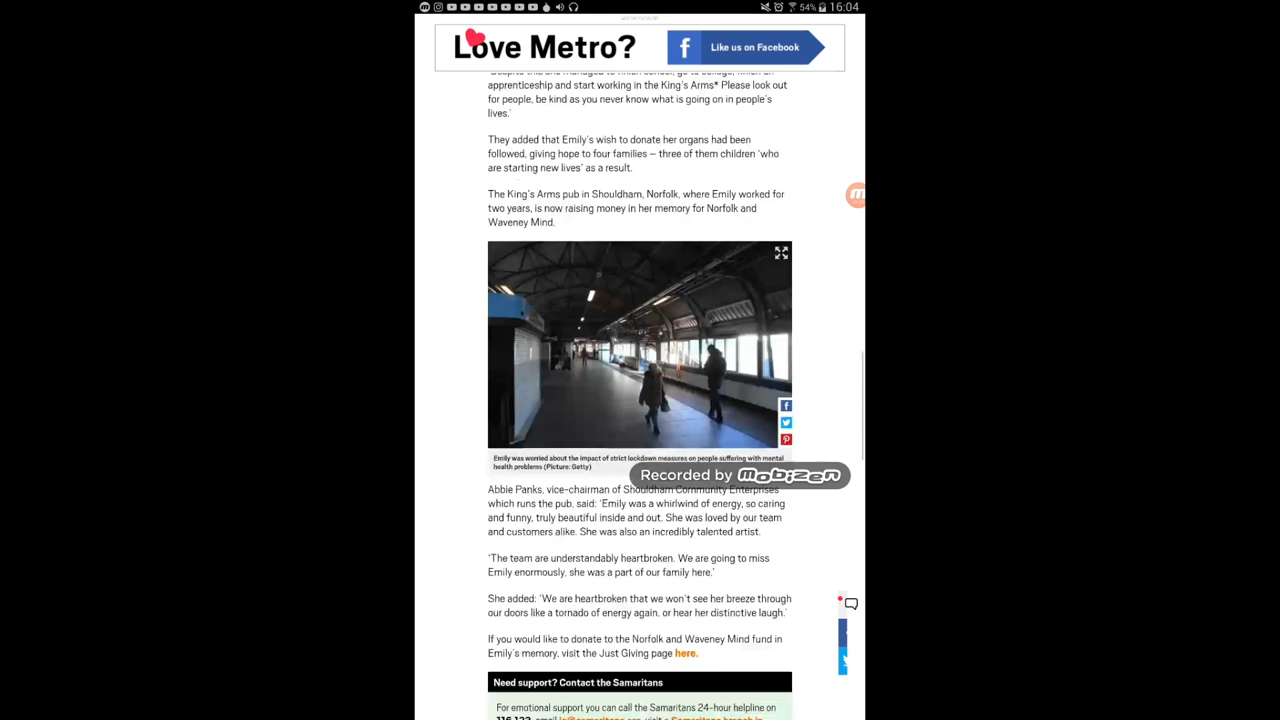 54% 16:04
ADVERTISEMENT
Love Metro?
f Like us on Facebook
apprenticeship and start working in the King's Arms* Please look out
for people, be kind as you never know what is going on in people's
lives.'
They added that Emily's wish to donate her organs had been
followed, giving hope to four families – three of them children 'who
are starting new lives' as a result.
The King's Arms pub in Shouldham, Norfolk, where Emily worked for
two years, is now raising money in her memory for Norfolk and
Waveney Mind.
Emily was worried about the impact of strict lockdown measures on people suffering with mental
health problems (Picture: Getty)
Recorded by mobizen
Abbie Panks, vice-chairman of Shouldham Community Enterprises
which runs the pub, said: 'Emily was a whirlwind of energy, so caring
and funny, truly beautiful inside and out. She was loved by our team
and customers alike. She was also an incredibly talented artist.
'The team are understandably heartbroken. We are going to miss
Emily enormously, she was a part of our family here.'
She added: 'We are heartbroken that we won't see her breeze through
our doors like a tornado of energy again, or hear her distinctive laugh.'
If you would like to donate to the Norfolk and Waveney Mind fund in
Emily's memory, visit the Just Giving page here.
Need support? Contact the Samaritans
For emotional support you can call the Samaritans 24-hour helpline on